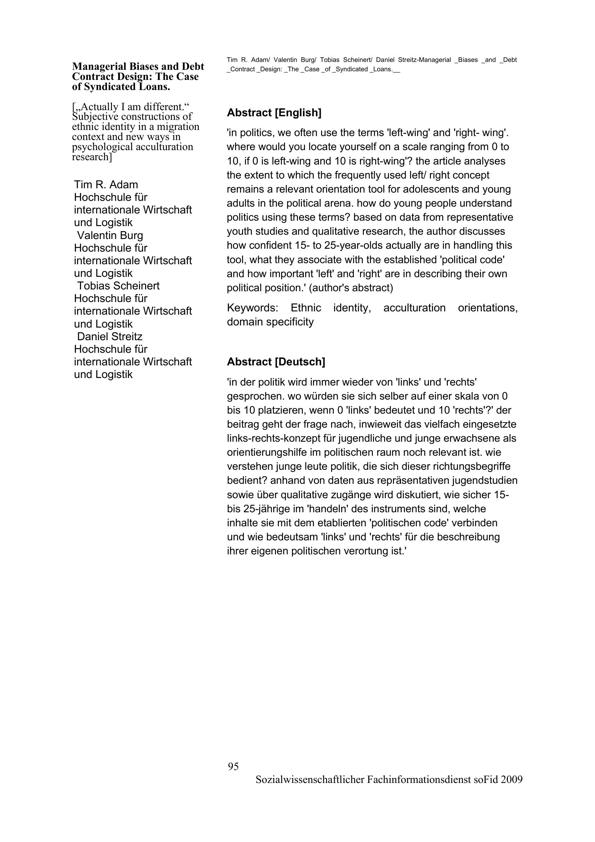 Managerial Biases and Debt
Contract Design: The Case
of Syndicated Loans.
[„Actually I am different.“
Subjective constructions of
ethnic identity in a migration
context and new ways in
psychological acculturation
research]
Tim R. Adam
Hochschule für
internationale Wirtschaft
und Logistik
Valentin Burg
Hochschule für
internationale Wirtschaft
und Logistik
Tobias Scheinert
Hochschule für
internationale Wirtschaft
und Logistik
Daniel Streitz
Hochschule für
internationale Wirtschaft
und Logistik
Tim R. Adam/ Valentin Burg/ Tobias Scheinert/ Daniel Streitz-Managerial _Biases _and _Debt
_Contract _Design: _The _Case _of _Syndicated _Loans.__
Abstract [English]
'in politics, we often use the terms 'left-wing' and 'right- wing'.
where would you locate yourself on a scale ranging from 0 to
10, if 0 is left-wing and 10 is right-wing'? the article analyses
the extent to which the frequently used left/ right concept
remains a relevant orientation tool for adolescents and young
adults in the political arena. how do young people understand
politics using these terms? based on data from representative
youth studies and qualitative research, the author discusses
how confident 15- to 25-year-olds actually are in handling this
tool, what they associate with the established 'political code'
and how important 'left' and 'right' are in describing their own
political position.' (author's abstract)
Keywords: Ethnic identity, acculturation orientations,
domain specificity
Abstract [Deutsch]
'in der politik wird immer wieder von 'links' und 'rechts'
gesprochen. wo würden sie sich selber auf einer skala von 0
bis 10 platzieren, wenn 0 'links' bedeutet und 10 'rechts'?' der
beitrag geht der frage nach, inwieweit das vielfach eingesetzte
links-rechts-konzept für jugendliche und junge erwachsene als
orientierungshilfe im politischen raum noch relevant ist. wie
verstehen junge leute politik, die sich dieser richtungsbegriffe
bedient? anhand von daten aus repräsentativen jugendstudien
sowie über qualitative zugänge wird diskutiert, wie sicher 15-
bis 25-jährige im 'handeln' des instruments sind, welche
inhalte sie mit dem etablierten 'politischen code' verbinden
und wie bedeutsam 'links' und 'rechts' für die beschreibung
ihrer eigenen politischen verortung ist.'
95
Sozialwissenschaftlicher Fachinformationsdienst soFid 2009